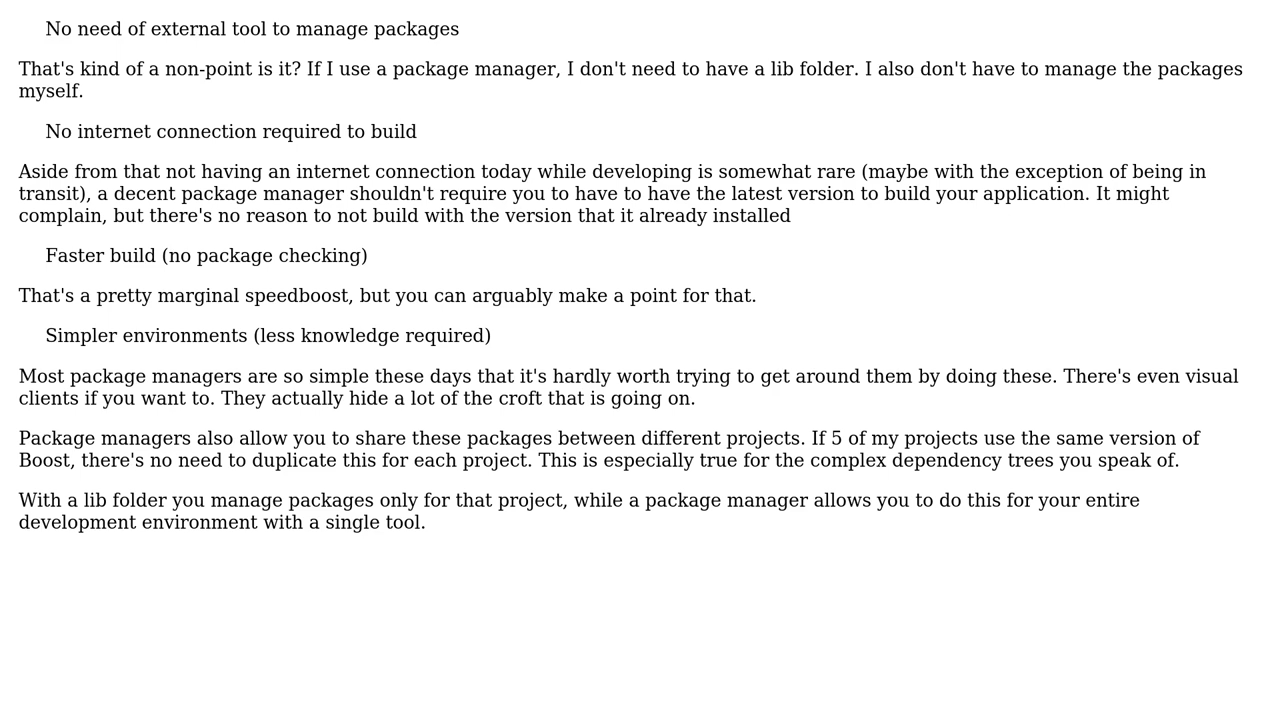 No need of external tool to manage packages
That's kind of a non-point is it? If I use a package manager, I don't need to have a lib folder. I also don't have to manage the packages
myself.
No internet connection required to build
Aside from that not having an internet connection today while developing is somewhat rare (maybe with the exception of being in
transit), a decent package manager shouldn't require you to have to have the latest version to build your application. It might
complain, but there's no reason to not build with the version that it already installed
Faster build (no package checking)
That's a pretty marginal speedboost, but you can arguably make a point for that.
Simpler environments (less knowledge required)
Most package managers are so simple these days that it's hardly worth trying to get around them by doing these. There's even visual
clients if you want to. They actually hide a lot of the croft that is going on.
Package managers also allow you to share these packages between different projects. If 5 of my projects use the same version of
Boost, there's no need to duplicate this for each project. This is especially true for the complex dependency trees you speak of.
With a lib folder you manage packages only for that project, while a package manager allows you to do this for your entire
development environment with a single tool.